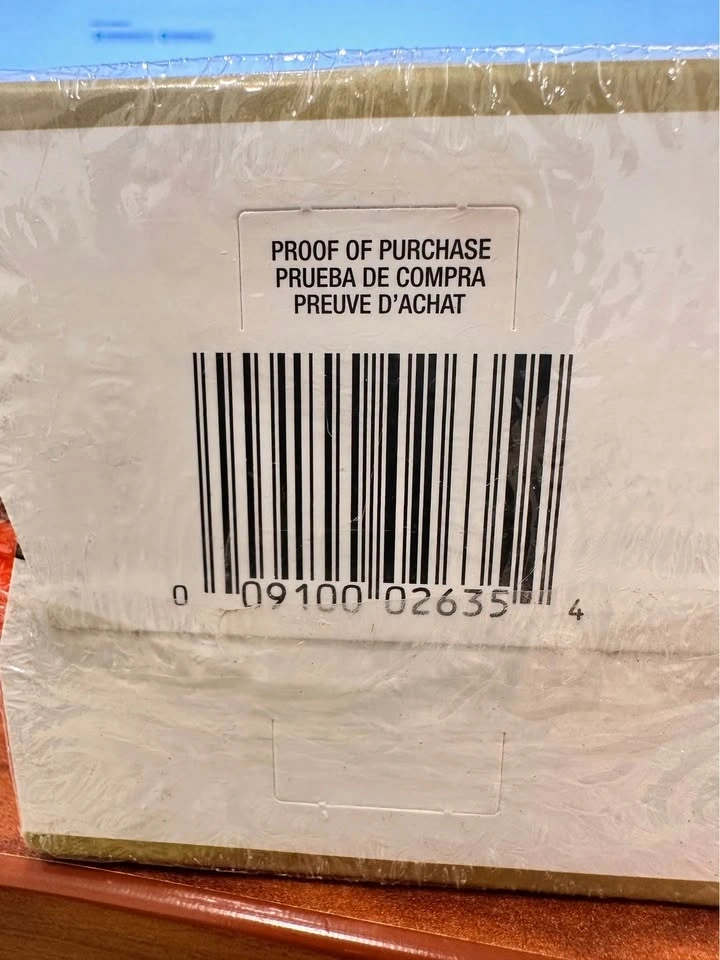 PROOF OF PURCHASE
PRUEBA DE COMPRA
PREUVE D'ACHAT
0 09100 02635 4